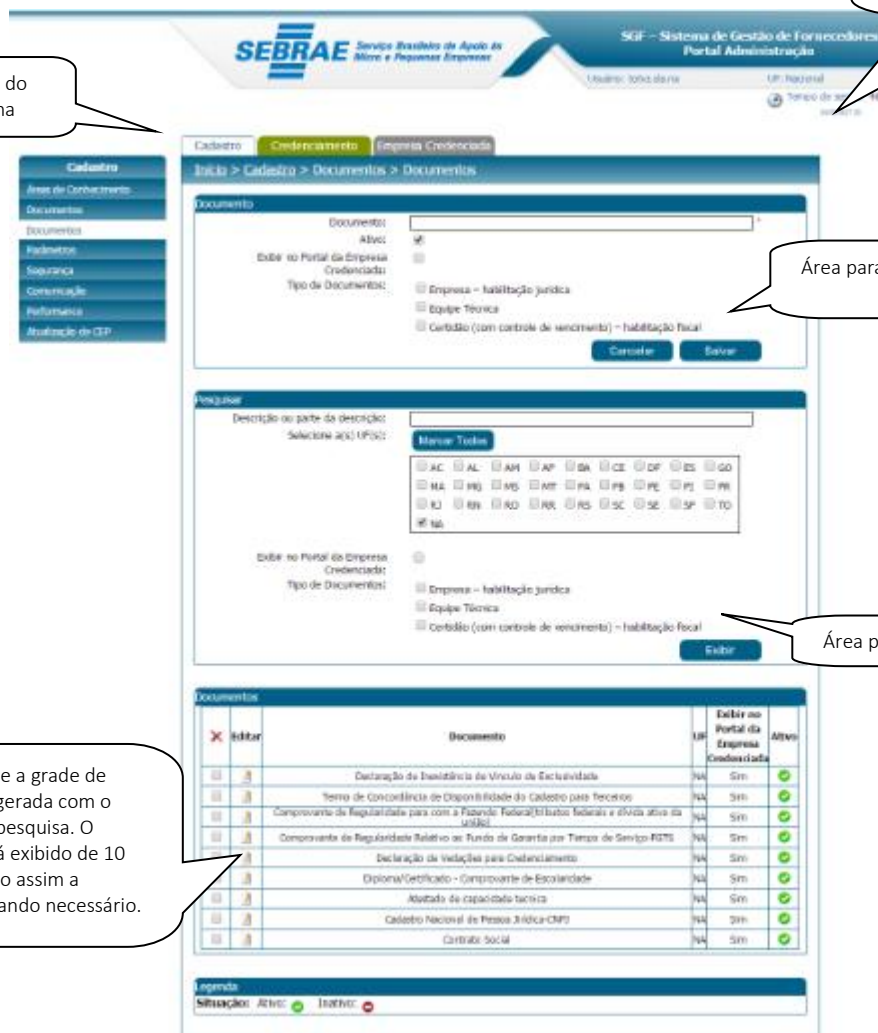 SEBRAE
Serviço Brasileiro de Apoio às
Micro e Pequenas Empresas
SGF – Sistema de Gestão de Fornecedores
Portal Administração
Usuário:
UF: Nacional
do
na
Cadastro Credenciamento Empresa Credenciada
Início > Cadastro > Documentos > Documentos
Cadastro
Áreas de Conhecimento
Documentos
Documentos
Parâmetros
Segurança
Comunicação
Performance
Atualização de CEP
Documento
Documento: *
Ativo:
Exibir no Portal da Empresa
Credenciada:
Tipo de Documentos:
Empresa – habilitação jurídica
Equipe Técnica
Certidão (com controle de vencimento) – habilitação fiscal
Cancelar Salvar
Área para
Pesquisar
Descrição ou parte da descrição:
Selecione a(s) UF(s):
Marcar Todos
AC AL AM AP BA CE DF ES GO
MA MG MS MT PA PB PE PI PR
RJ RN RO RR RS SC SE SP TO
NA
Exibir no Portal da Empresa
Credenciada:
Tipo de Documentos:
Empresa – habilitação jurídica
Equipe Técnica
Certidão (com controle de vencimento) – habilitação fiscal
Exibir
Área p
Documentos
Editar Documento UF Exibir no Portal da Empresa Credenciada Ativo
Declaração de Inexistência de Vínculo de Exclusividade NA Sim
Termo de Concordância de Disponibilidade do Cadastro para Terceiros NA Sim
Comprovante de Regularidade para com a Fazenda Federal(tributos federais e dívida ativa da
união) NA Sim
Comprovante de Regularidade Relativo ao Fundo de Garantia por Tempo de Serviço-FGTS NA Sim
Declaração de Vedações para Credenciamento NA Sim
Diploma/Certificado - Comprovante de Escolaridade NA Sim
Atestado de capacidade tecnica NA Sim
Cadastro Nacional de Pessoa Jurídica-CNPJ NA Sim
Contrato Social NA Sim
e a grade de
gerada com o
pesquisa. O
á exibido de 10
o assim a
ando necessário.
Legenda
Situação: Ativo: Inativo: